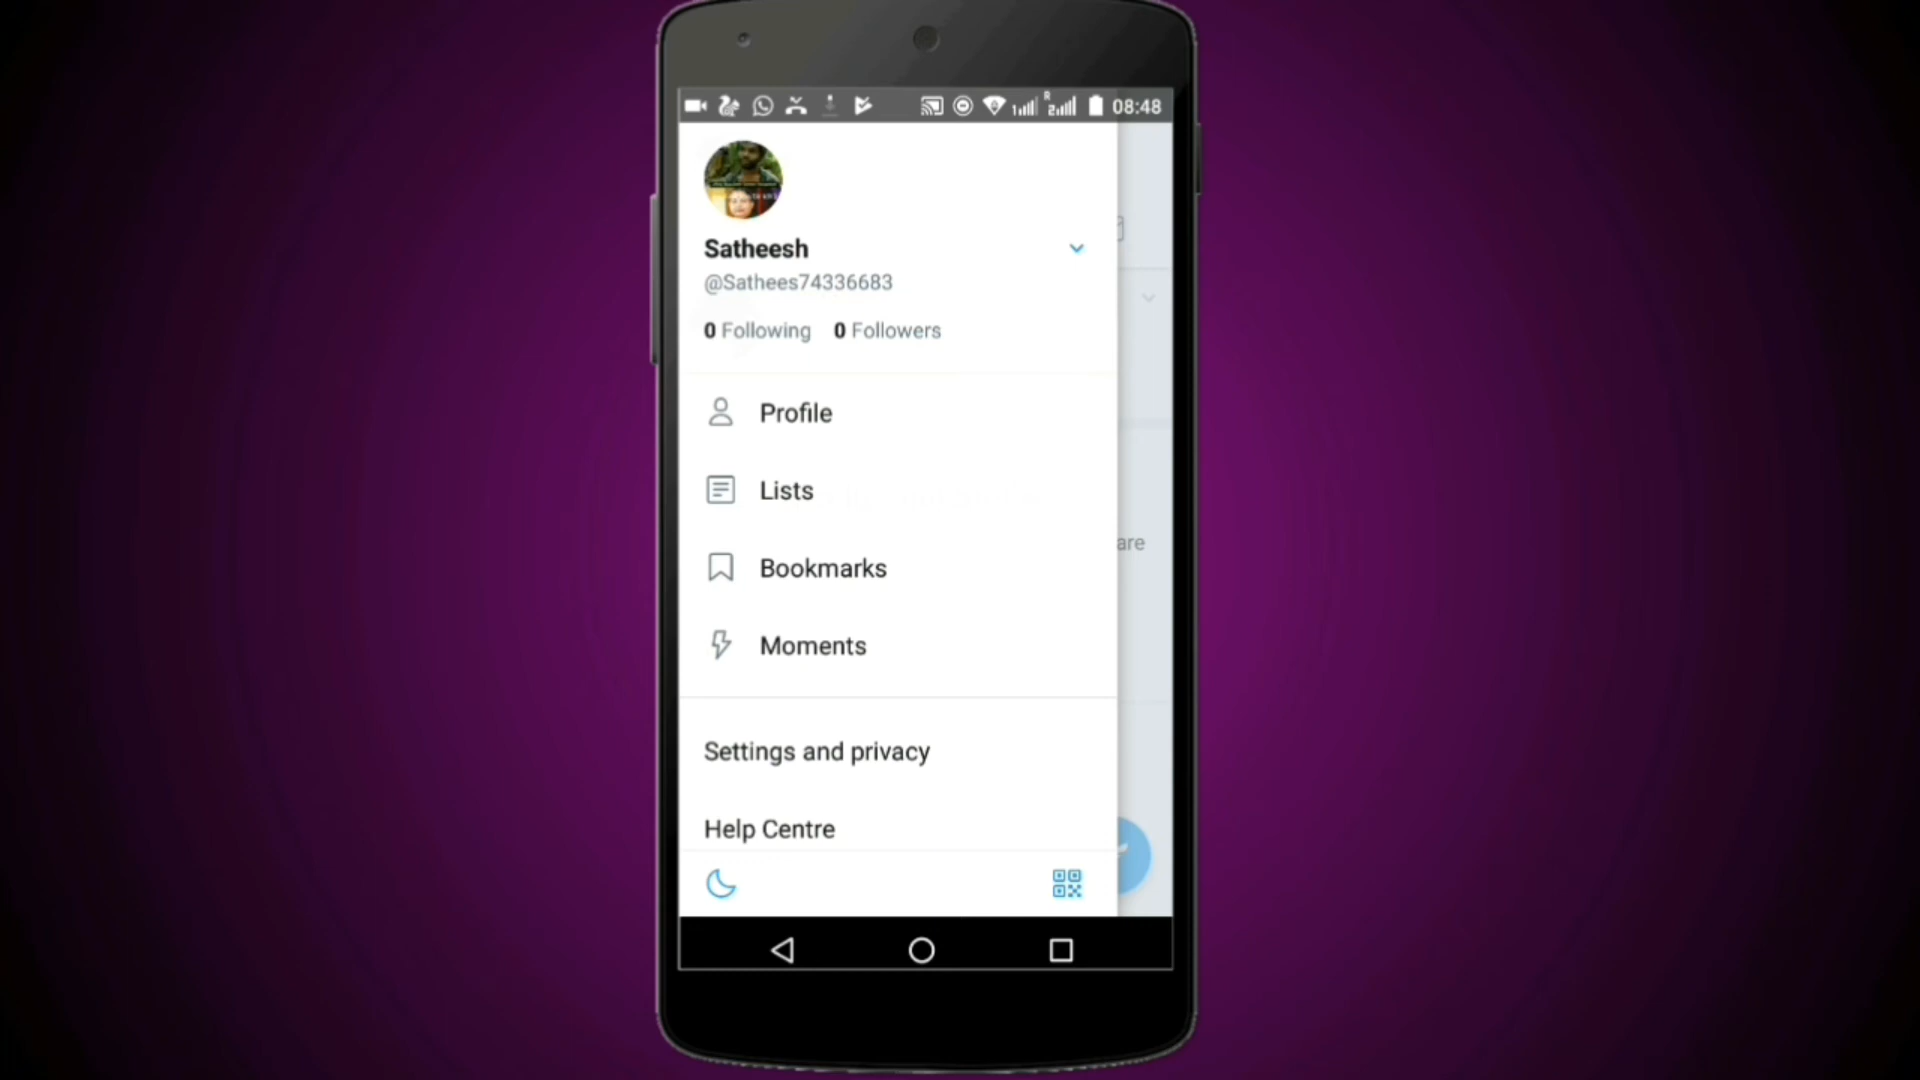 08:48
Satheesh
@Sathees74336683
0 Following 0 Followers
Profile
Lists
Bookmarks
Moments
are
Settings and privacy
Help Centre